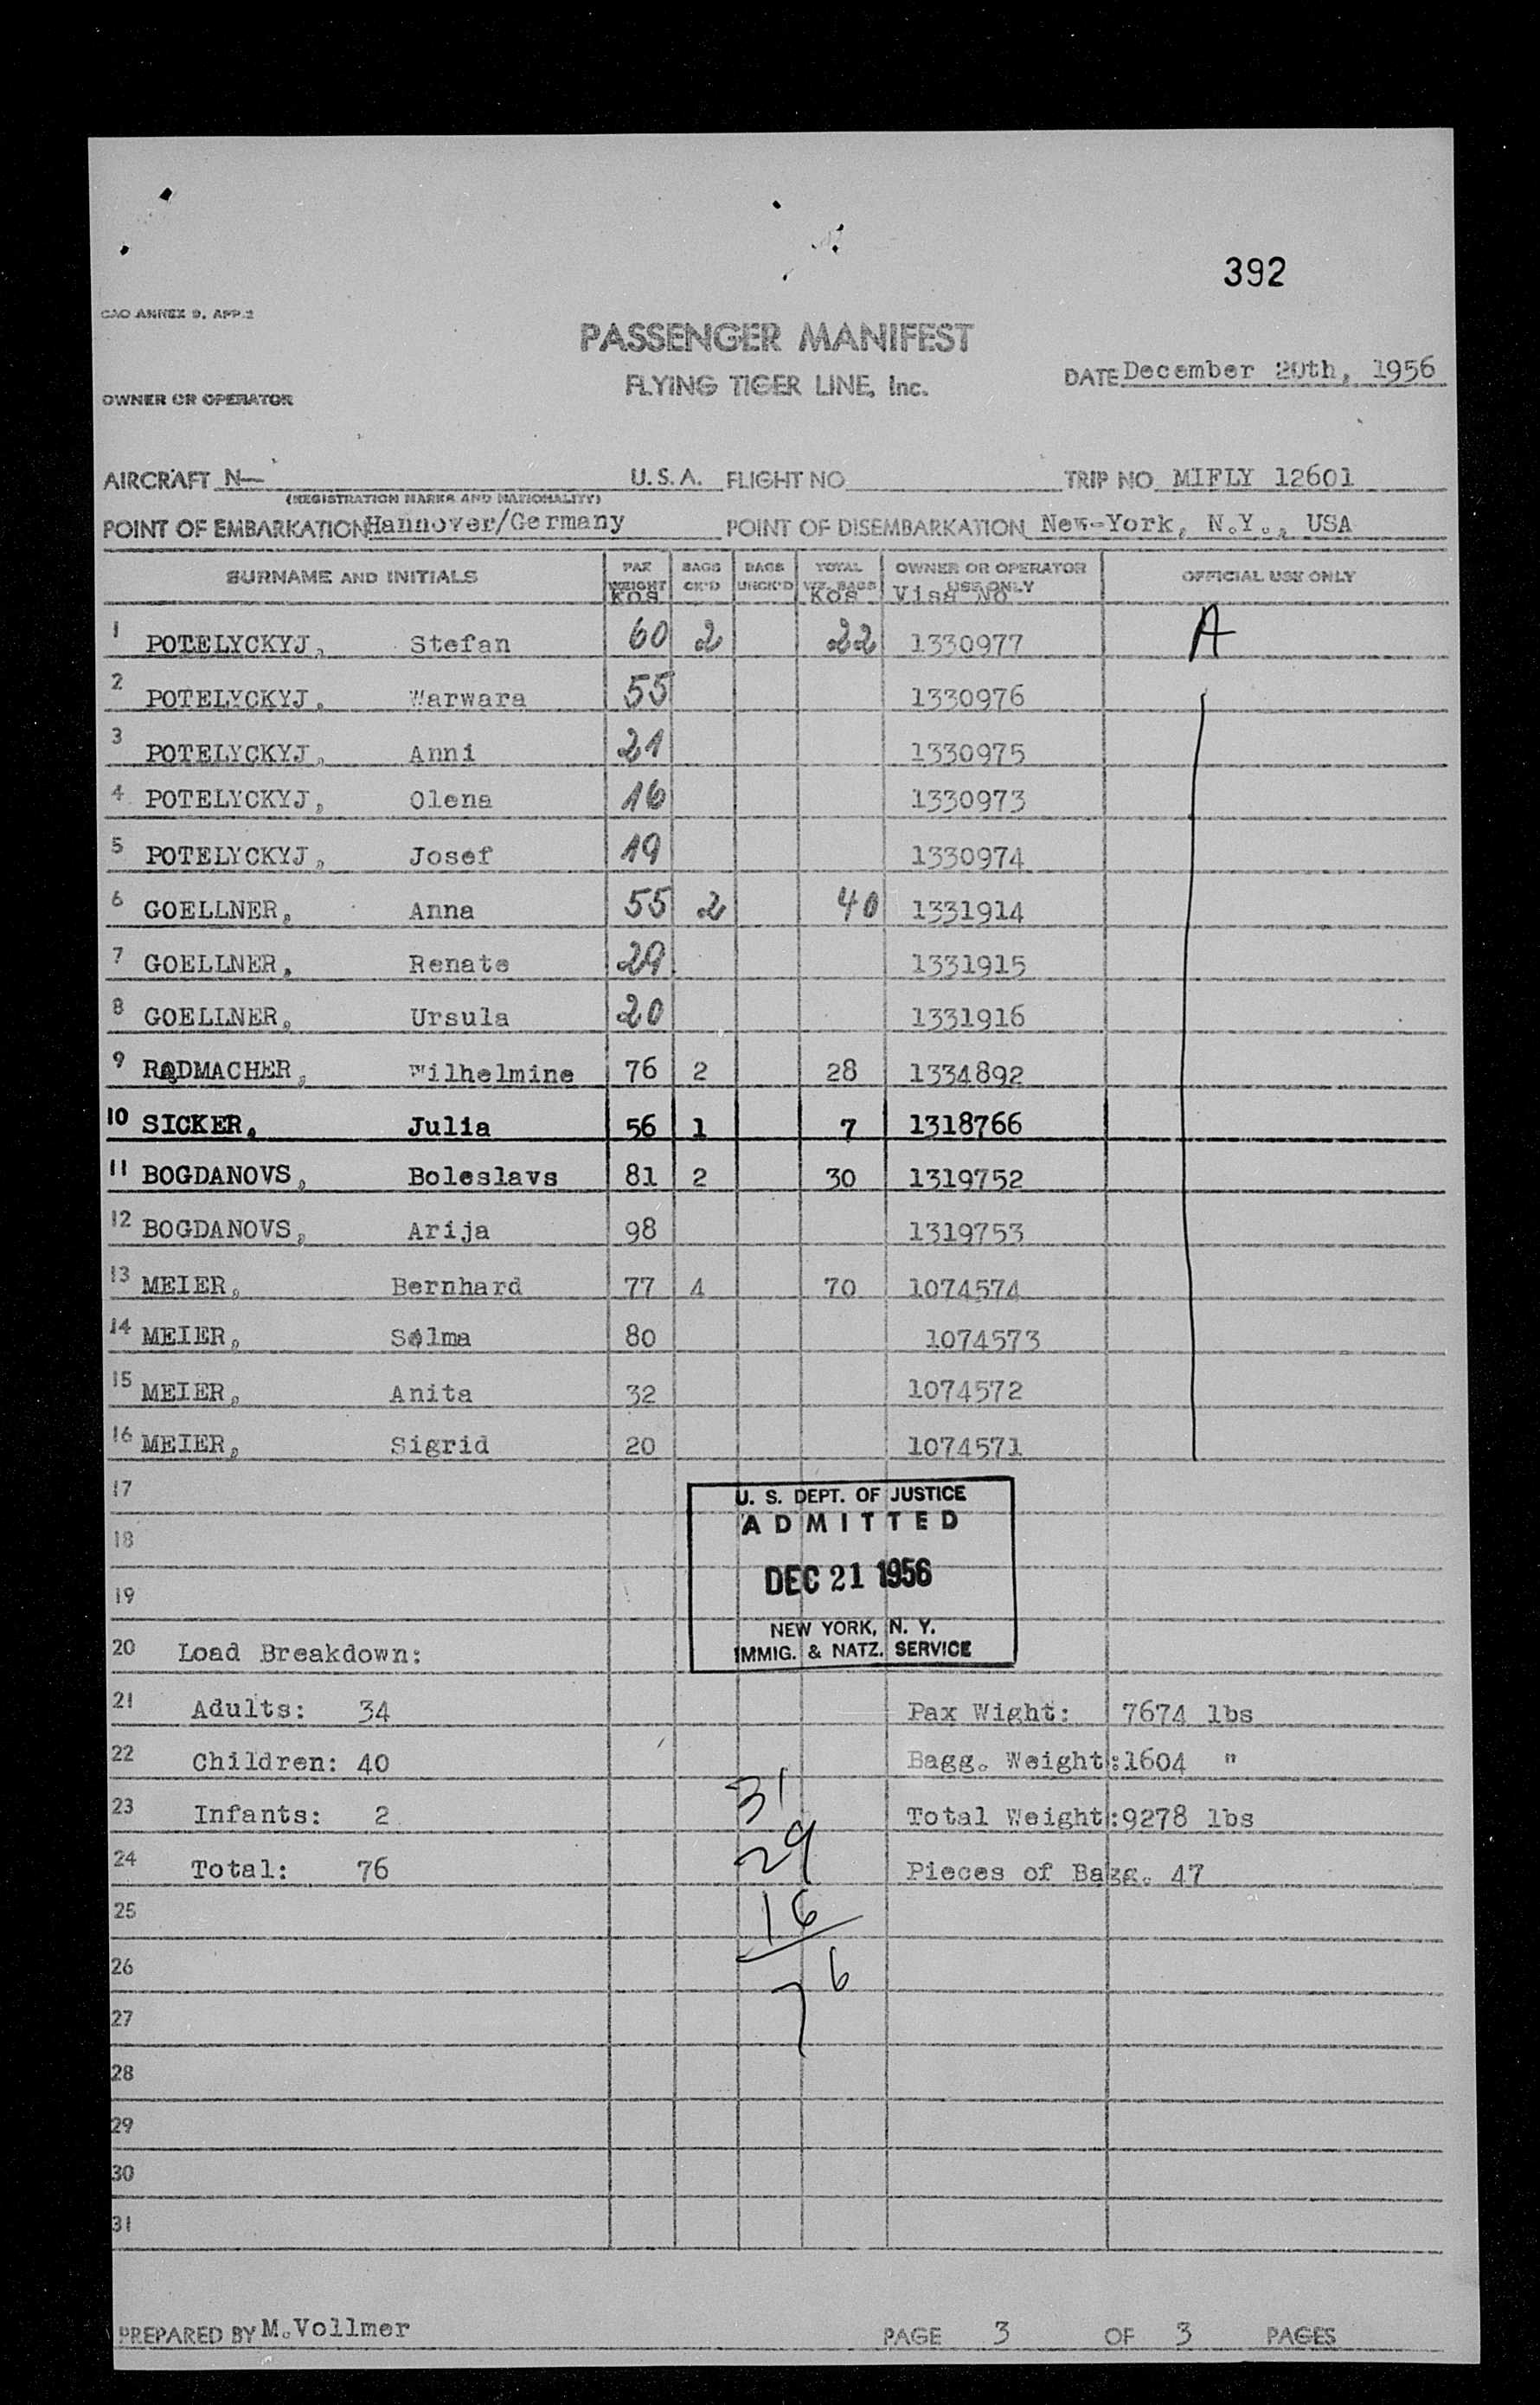 392
CAO ANNEX 9, APP.2
PASSENGER MANIFEST
FLYING TIGER LINE, Inc.
DATE December 20th, 1956
OWNER OR OPERATOR
AIRCRAFT N— U.S.A. FLIGHT NO TRIP NO MIFLY 12601
(REGISTRATION MARKS AND NATIONALITY)
POINT OF EMBARKATION Hannover/Germany POINT OF DISEMBARKATION New-York, N.Y., USA
SURNAME AND INITIALS PAX WEIGHT KOS BAGS CK'D BAGS UNCK'D TOTAL WT. BAGS KOS OWNER OR OPERATOR USE ONLY Visa No OFFICIAL USE ONLY
1 POTELYCKYJ, Stefan 60 2 22 1330977 A
2 POTELYCKYJ, Warwara 55 1330976
3 POTELYCKYJ, Anni 21 1330975
4 POTELYCKYJ, Olena 16 1330973
5 POTELYCKYJ, Josef 19 1330974
6 GOELLNER, Anna 55 2 40 1331914
7 GOELLNER, Renate 29 1331915
8 GOELLNER, Ursula 20 1331916
9 RADMACHER, Wilhelmine 76 2 28 1334892
10 SICKER, Julia 56 1 7 1318766
11 BOGDANOVS, Boleslavs 81 2 30 1319752
12 BOGDANOVS, Arija 98 1319753
13 MEIER, Bernhard 77 4 70 1074574
14 MEIER, Selma 80 1074573
15 MEIER, Anita 32 1074572
16 MEIER, Sigrid 20 1074571
17
U. S. DEPT. OF JUSTICE
ADMITTED
18
DEC 21 1956
19
NEW YORK, N. Y.
IMMIG. & NATZ. SERVICE
20 Load Breakdown:
21 Adults: 34 Pax Wight: 7674 lbs
22 Children: 40 Bagg. Weight:1604 "
23 Infants: 2 31 Total Weight:9278 lbs
24 Total: 76 29 Pieces of Bagg. 47
25 16
26 76
27
28
29
30
31
PREPARED BY M.Vollmer PAGE 3 OF 3 PAGES